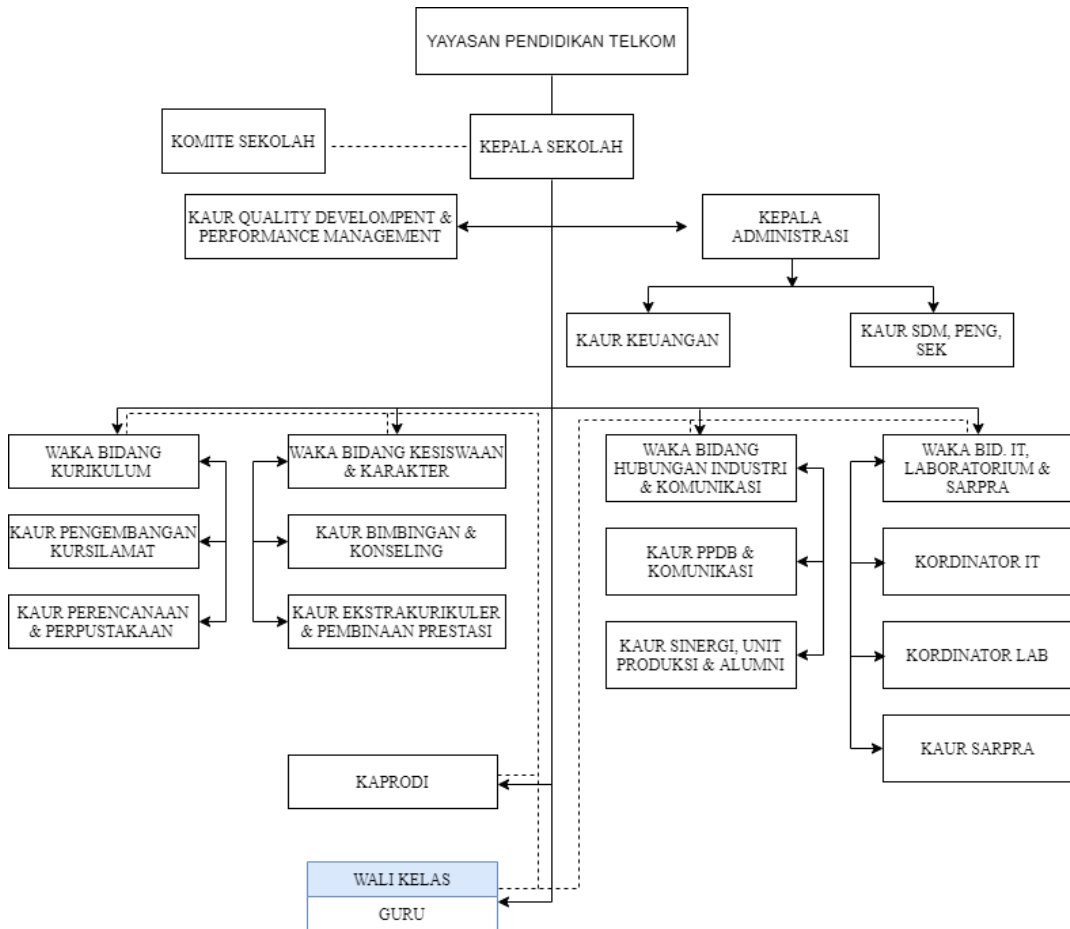 YAYASAN PENDIDIKAN TELKOM
KOMITE SEKOLAH
KEPALA SEKOLAH
KAUR QUALITY DEVELOMPENT &
PERFORMANCE MANAGEMENT
KEPALA
ADMINISTRASI
KAUR KEUANGAN
KAUR SDM, PENG,
SEK
WAKA BIDANG
KURIKULUM
WAKA BIDANG KESISWAAN
& KARAKTER
WAKA BIDANG
HUBUNGAN INDUSTRI
& KOMUNIKASI
WAKA BID. IT,
LABORATORIUM &
SARPRA
KAUR PENGEMBANGAN
KURSILAMAT
KAUR BIMBINGAN &
KONSELING
KAUR PPDB &
KOMUNIKASI
KORDINATOR IT
KAUR PERENCANAAN
& PERPUSTAKAAN
KAUR EKSTRAKURIKULER
& PEMBINAAN PRESTASI
KAUR SINERGI, UNIT
PRODUKSI & ALUMNI
KORDINATOR LAB
KAUR SARPRA
KAPRODI
WALI KELAS
GURU